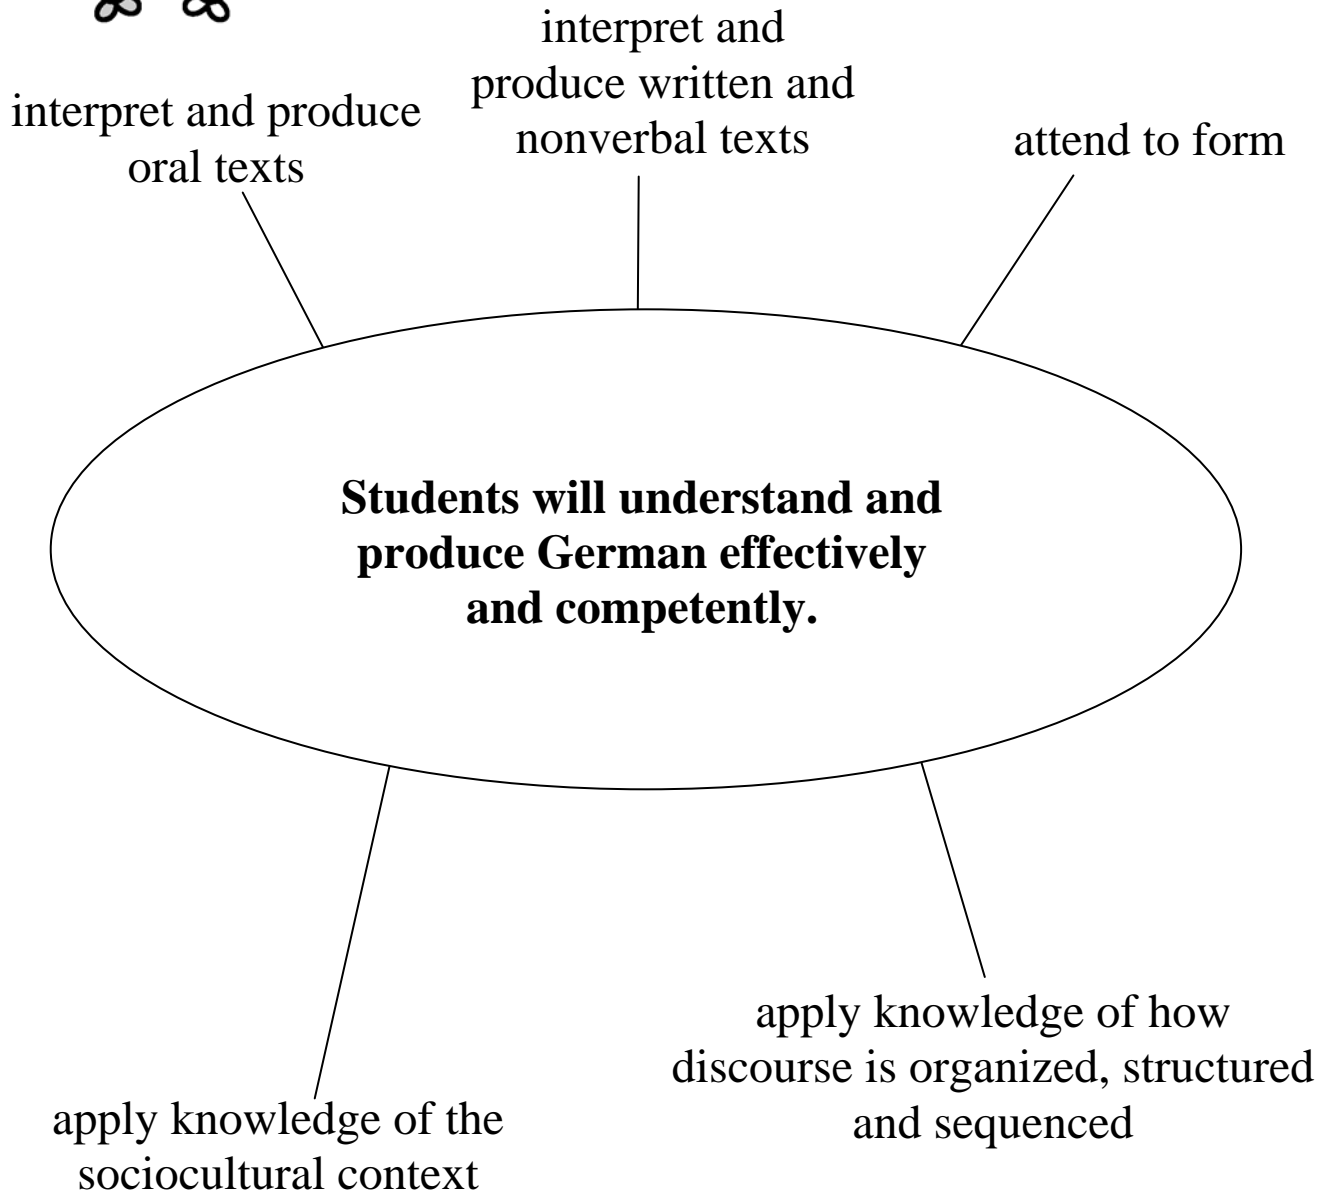 interpret and produce
oral texts
interpret and
produce written and
nonverbal texts
attend to form
Students will understand and
produce German effectively
and competently.
apply knowledge of the
sociocultural context
apply knowledge of how
discourse is organized, structured
and sequenced